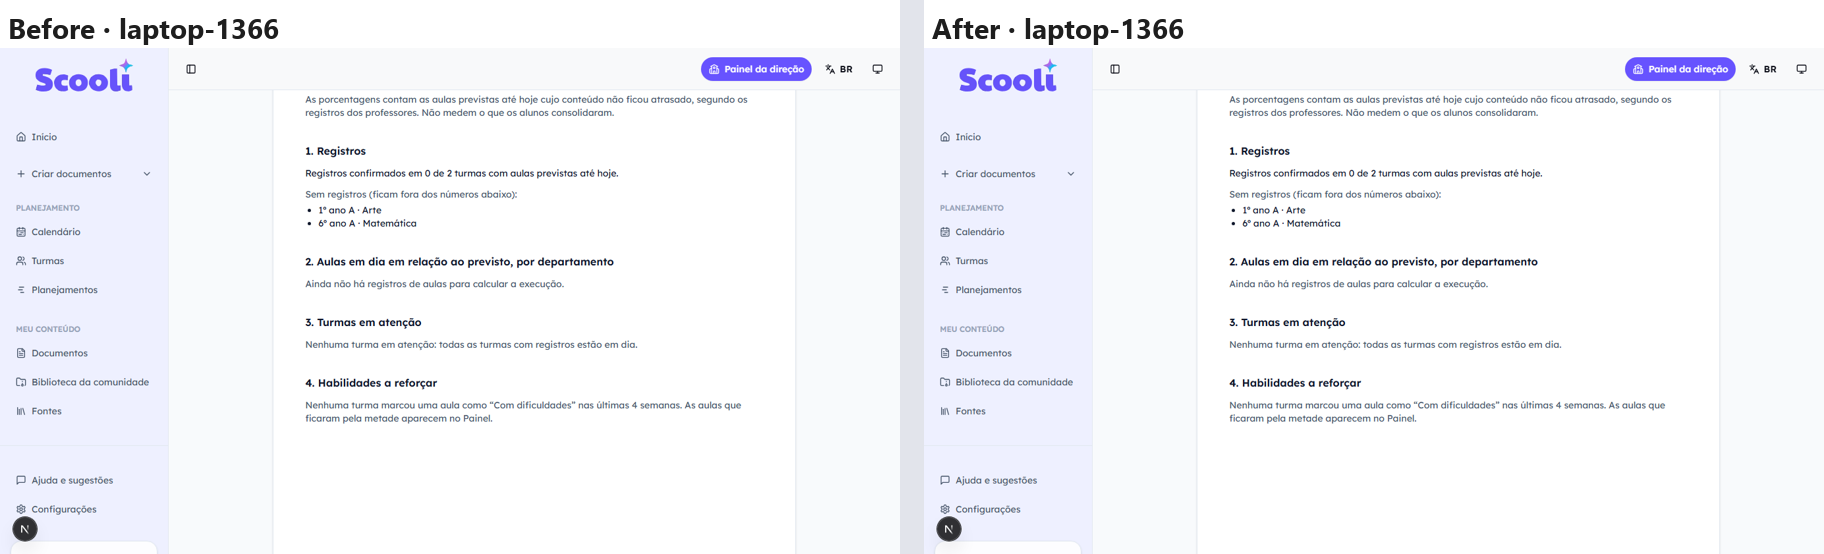 Before · laptop-1366
Scooli
Painel da direção
BR
Início
Criar documentos
PLANEJAMENTO
Calendário
Turmas
Planejamentos
MEU CONTEÚDO
Documentos
Biblioteca da comunidade
Fontes
Ajuda e sugestões
Configurações
N
As porcentagens contam as aulas previstas até hoje cujo conteúdo não ficou atrasado, segundo os
registros dos professores. Não medem o que os alunos consolidaram.
1. Registros
Registros confirmados em 0 de 2 turmas com aulas previstas até hoje.
Sem registros (ficam fora dos números abaixo):
• 1º ano A · Arte
• 6º ano A · Matemática
2. Aulas em dia em relação ao previsto, por departamento
Ainda não há registros de aulas para calcular a execução.
3. Turmas em atenção
Nenhuma turma em atenção: todas as turmas com registros estão em dia.
4. Habilidades a reforçar
Nenhuma turma marcou uma aula como “Com dificuldades” nas últimas 4 semanas. As aulas que
ficaram pela metade aparecem no Painel.
After · laptop-1366
Scooli
Painel da direção
BR
Início
Criar documentos
PLANEJAMENTO
Calendário
Turmas
Planejamentos
MEU CONTEÚDO
Documentos
Biblioteca da comunidade
Fontes
Ajuda e sugestões
Configurações
N
As porcentagens contam as aulas previstas até hoje cujo conteúdo não ficou atrasado, segundo os
registros dos professores. Não medem o que os alunos consolidaram.
1. Registros
Registros confirmados em 0 de 2 turmas com aulas previstas até hoje.
Sem registros (ficam fora dos números abaixo):
• 1º ano A · Arte
• 6º ano A · Matemática
2. Aulas em dia em relação ao previsto, por departamento
Ainda não há registros de aulas para calcular a execução.
3. Turmas em atenção
Nenhuma turma em atenção: todas as turmas com registros estão em dia.
4. Habilidades a reforçar
Nenhuma turma marcou uma aula como “Com dificuldades” nas últimas 4 semanas. As aulas que
ficaram pela metade aparecem no Painel.